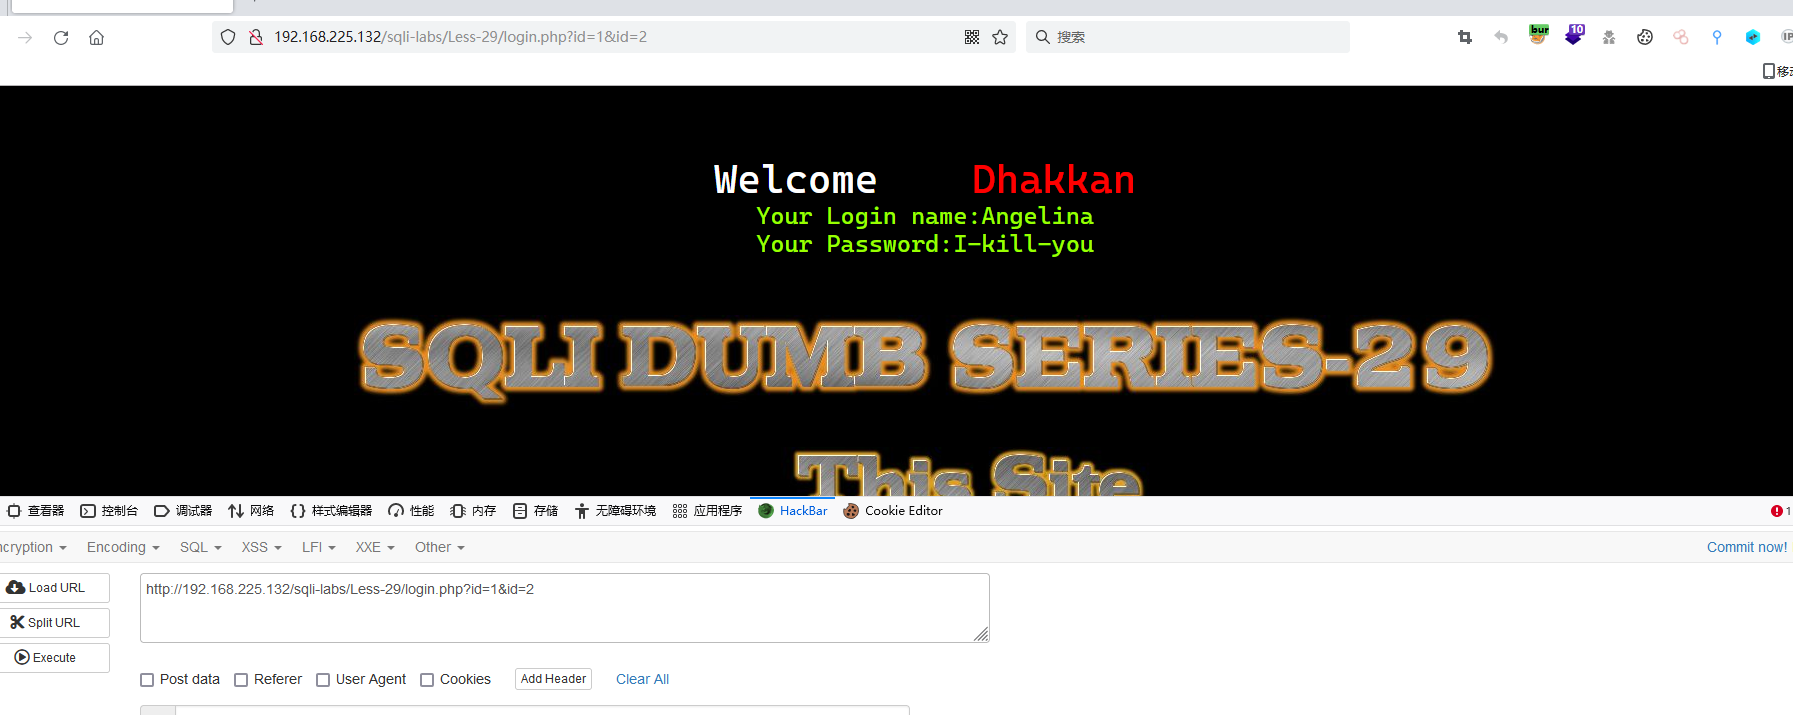 192.168.225.132/sqli-labs/Less-29/login.php?id=1&id=2
搜索
bur
10
IP
Welcome Dhakkan
Your Login name:Angelina
Your Password:I-kill-you
SQLI DUMB SERIES-29
This Site
查看器 控制台 调试器 网络 样式编辑器 性能 内存 存储 无障碍环境 应用程序 HackBar Cookie Editor 1
ncryption Encoding SQL XSS LFI XXE Other Commit now!
Load URL
http://192.168.225.132/sqli-labs/Less-29/login.php?id=1&id=2
Split URL
Execute
Post data Referer User Agent Cookies Add Header Clear All